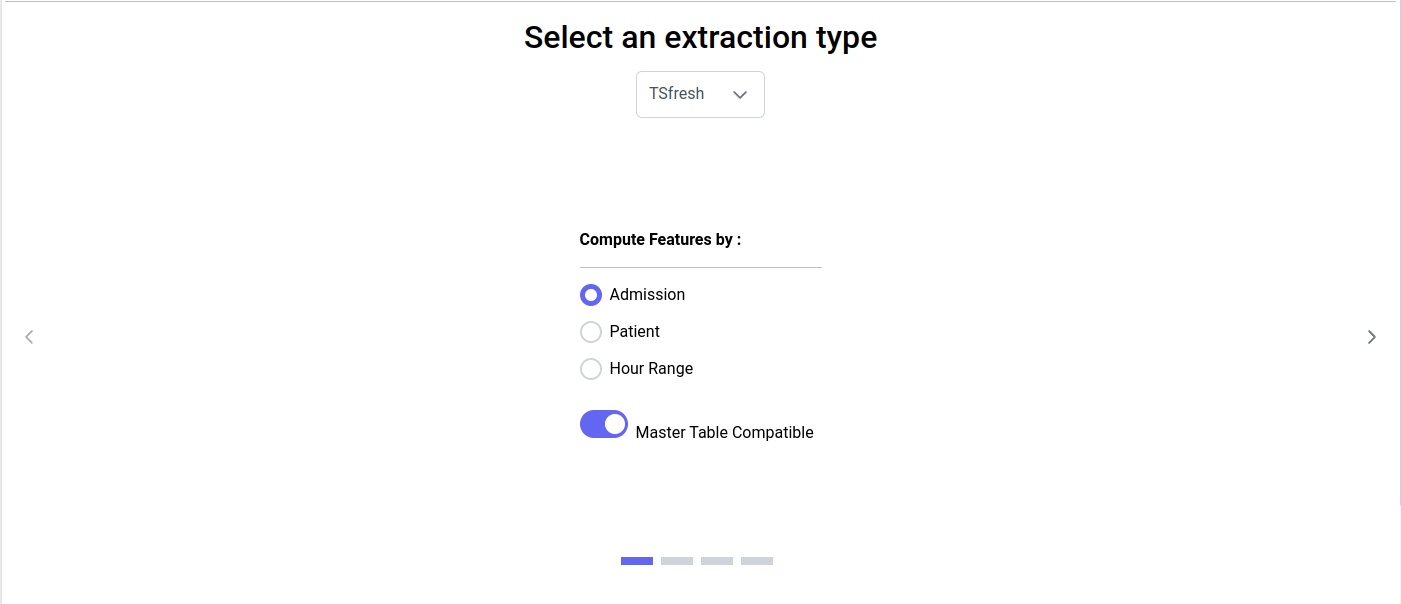 Select an extraction type
TSfresh
Compute Features by :
Admission
Patient
Hour Range
Master Table Compatible